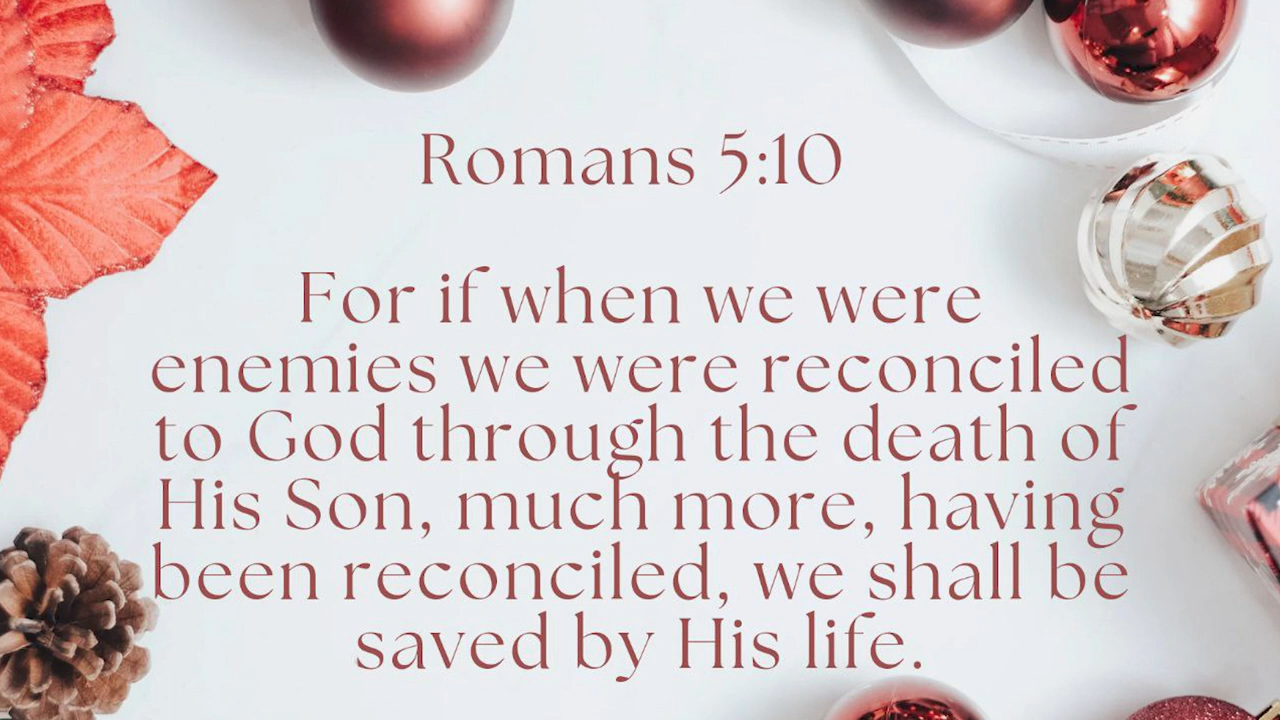 Romans 5:10
For if when we were
enemies we were reconciled
to God through the death of
His Son, much more, having
been reconciled, we shall be
saved by His life.